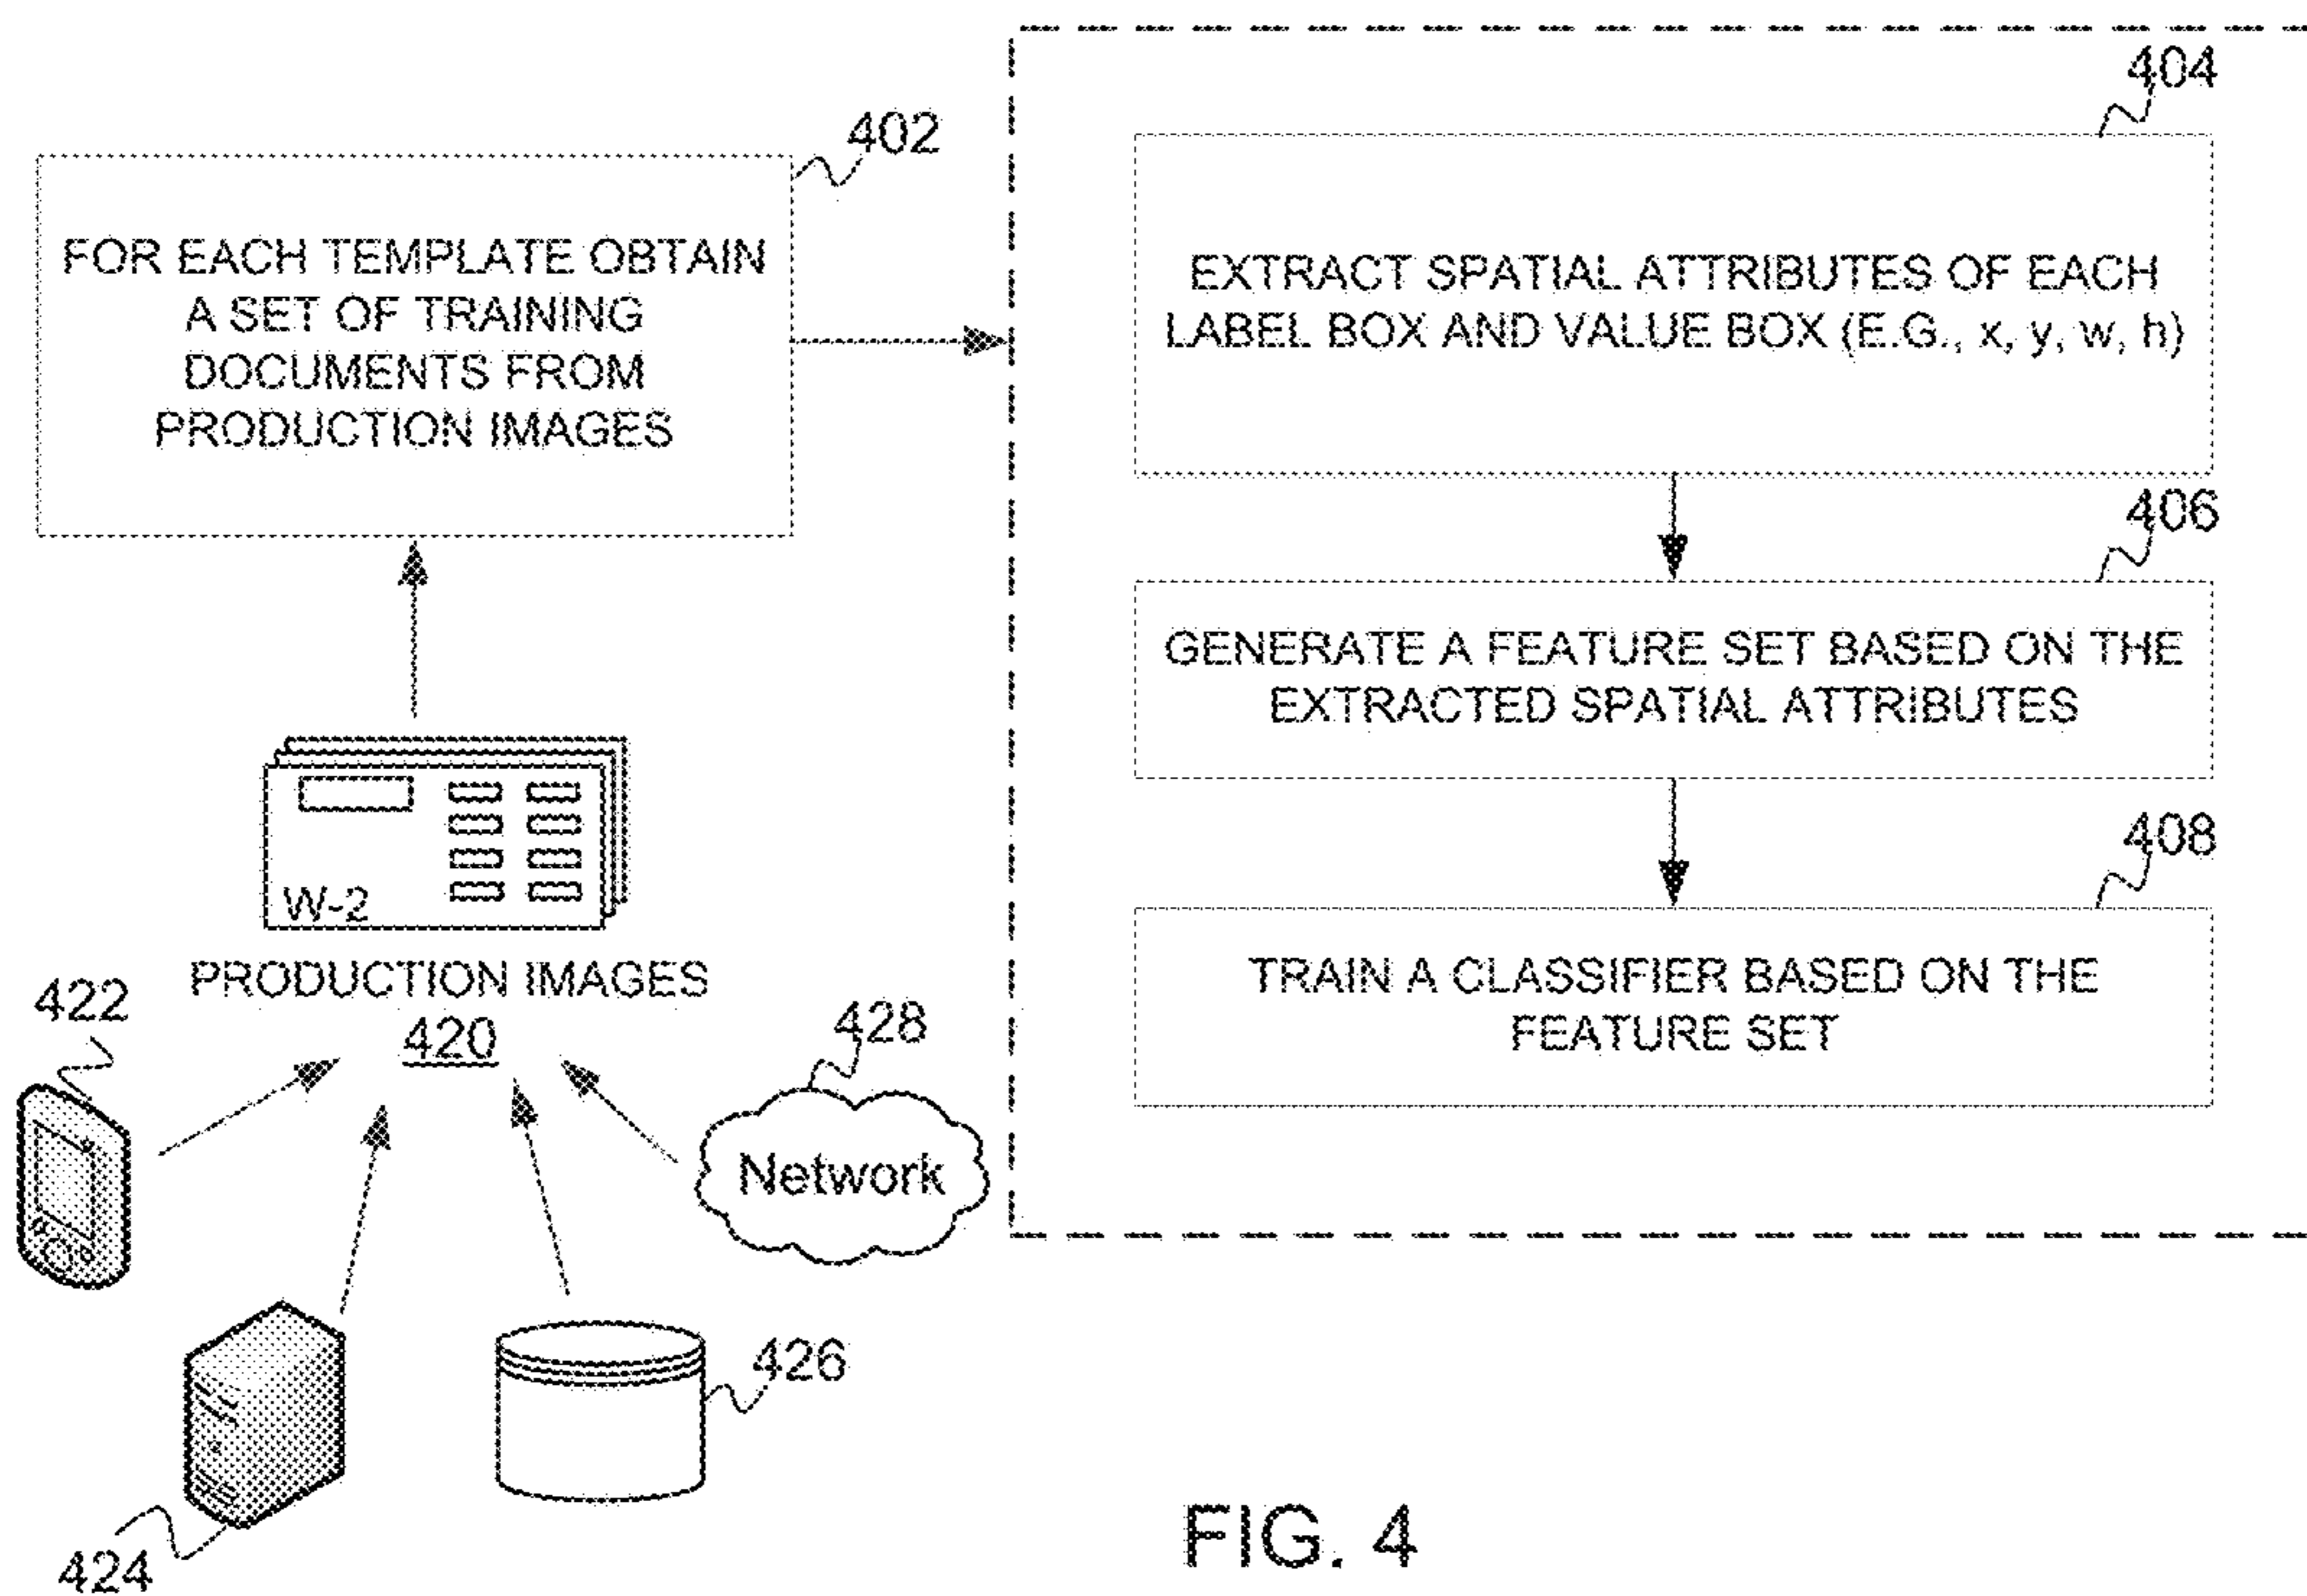 402
FOR EACH TEMPLATE OBTAIN
A SET OF TRAINING
DOCUMENTS FROM
PRODUCTION IMAGES
W-2
PRODUCTION IMAGES
420
422
428
Network
426
424
404
EXTRACT SPATIAL ATTRIBUTES OF EACH
LABEL BOX AND VALUE BOX (E.G., x, y, w, h)
406
GENERATE A FEATURE SET BASED ON THE
EXTRACTED SPATIAL ATTRIBUTES
408
TRAIN A CLASSIFIER BASED ON THE
FEATURE SET
FIG. 4